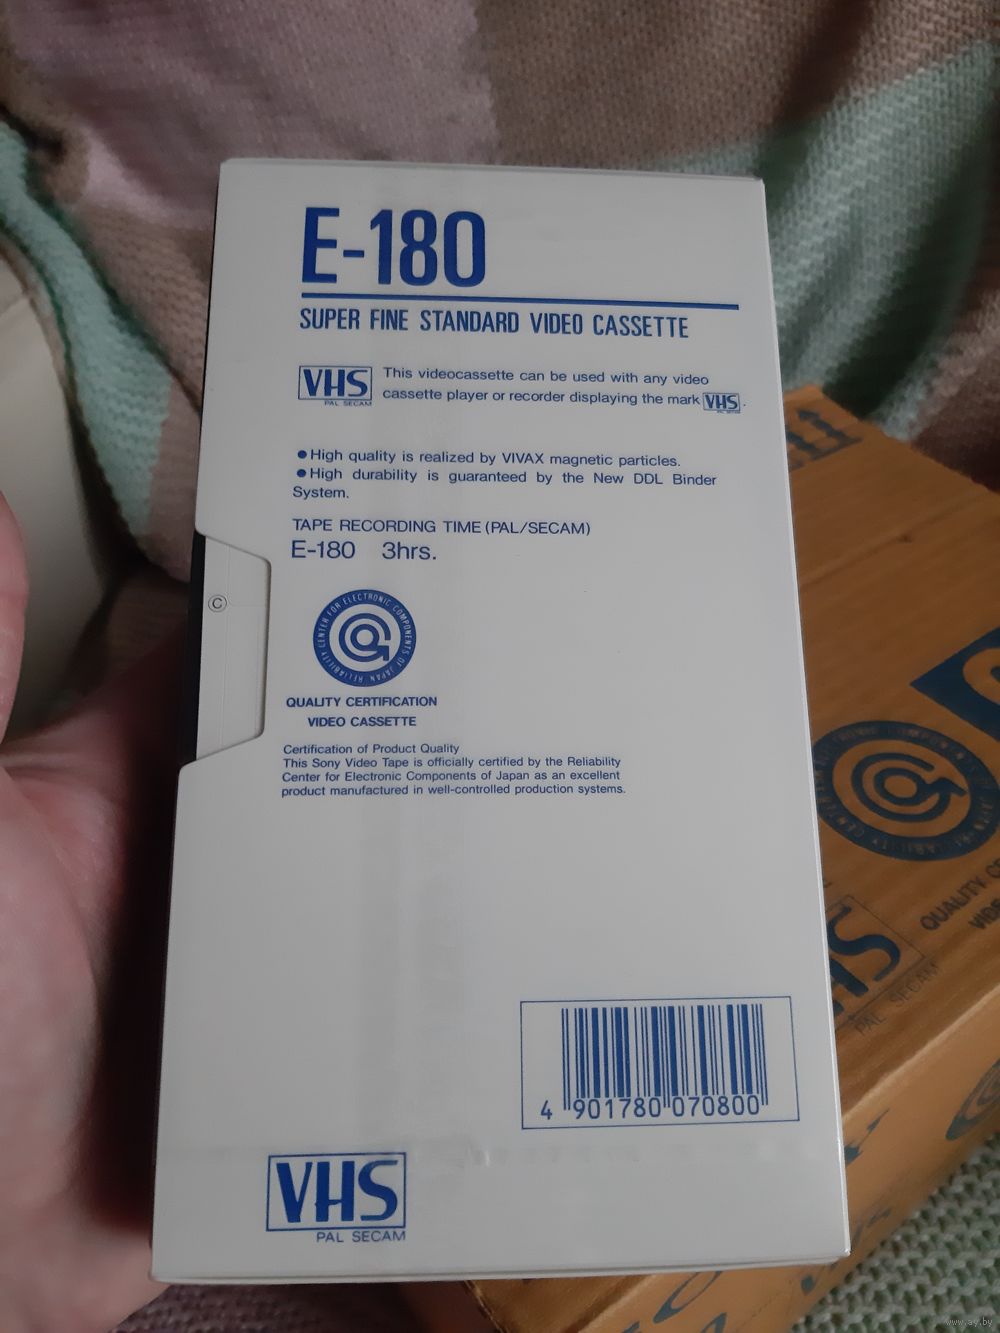 E-180
SUPER FINE STANDARD VIDEO CASSETTE
VHS
PAL SECAM
This videocassette can be used with any video
cassette player or recorder displaying the mark VHS.
PAL SECAM
●High quality is realized by VIVAX magnetic particles.
●High durability is guaranteed by the New DDL Binder
System.
TAPE RECORDING TIME (PAL/SECAM)
E-180 3hrs.
©
RELIABILITY CENTER FOR ELECTRONIC COMPONENTS OF JAPAN
QUALITY CERTIFICATION
VIDEO CASSETTE
Certification of Product Quality
This Sony Video Tape is officially certified by the Reliability
Center for Electronic Components of Japan as an excellent
product manufactured in well-controlled production systems.
4 901780 070800
VHS
PAL SECAM
QUALITY
PAL SECAM
www.ay.by